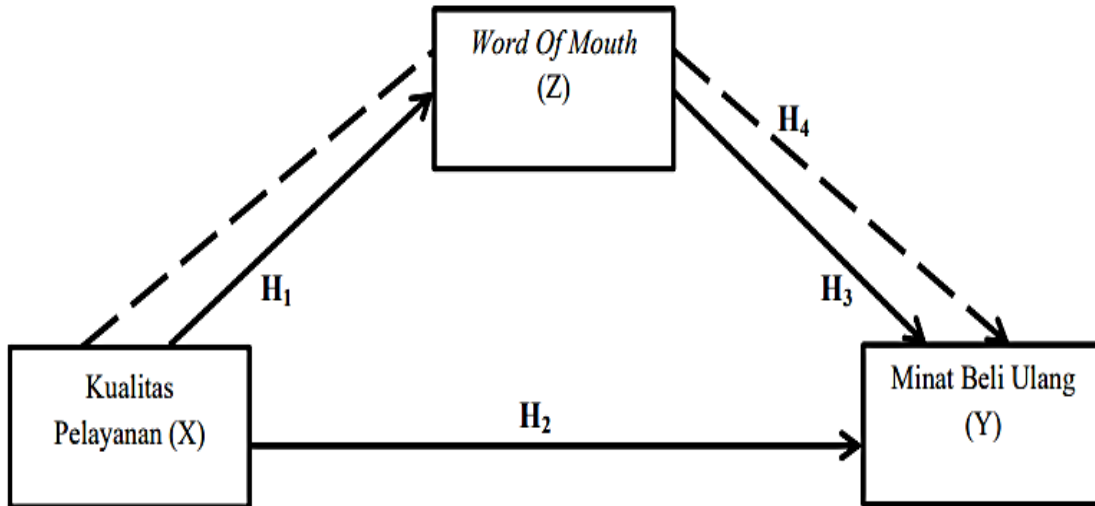 Word Of Mouth
(Z)
H₄
H₁
H₃
Kualitas
Pelayanan (X)
H₂
Minat Beli Ulang
(Y)